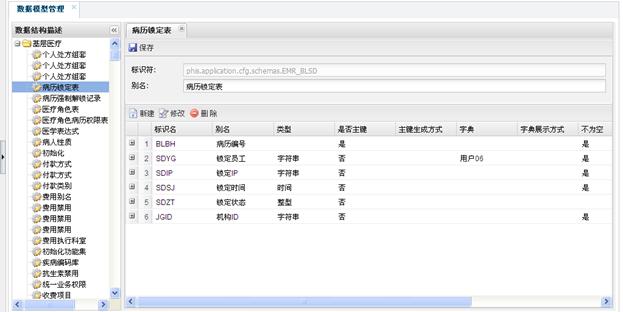 数据模型管理
数据结构描述
基层医疗
个人处方组套
个人处方组套
个人处方组套
病历锁定表
病历强制解锁记录
医疗角色表
医疗角色病历权限表
医学表达式
病人性质
初始化
付款方式
付款方式
付款类别
费用别名
费用禁用
费用禁用
费用禁用
费用执行科室
初始化功能集
疾病编码库
抗生素禁用
统一业务权限
收费项目
病历锁定表
保存
标识符: phis.application.cfg.schemas.EMR_BLSD
别名: 病历锁定表
新建 修改 删除
标识名 别名 类型 是否主键 主键生成方式 字典 字典展示方式 不为空
1 BLBH 病历编号 是 是
2 SDYG 锁定员工 字符串 否 用户06 是
3 SDIP 锁定IP 字符串 否 是
4 SDSJ 锁定时间 时间 否 是
5 SDZT 锁定状态 整型 否
6 JGID 机构ID 字符串 否 是